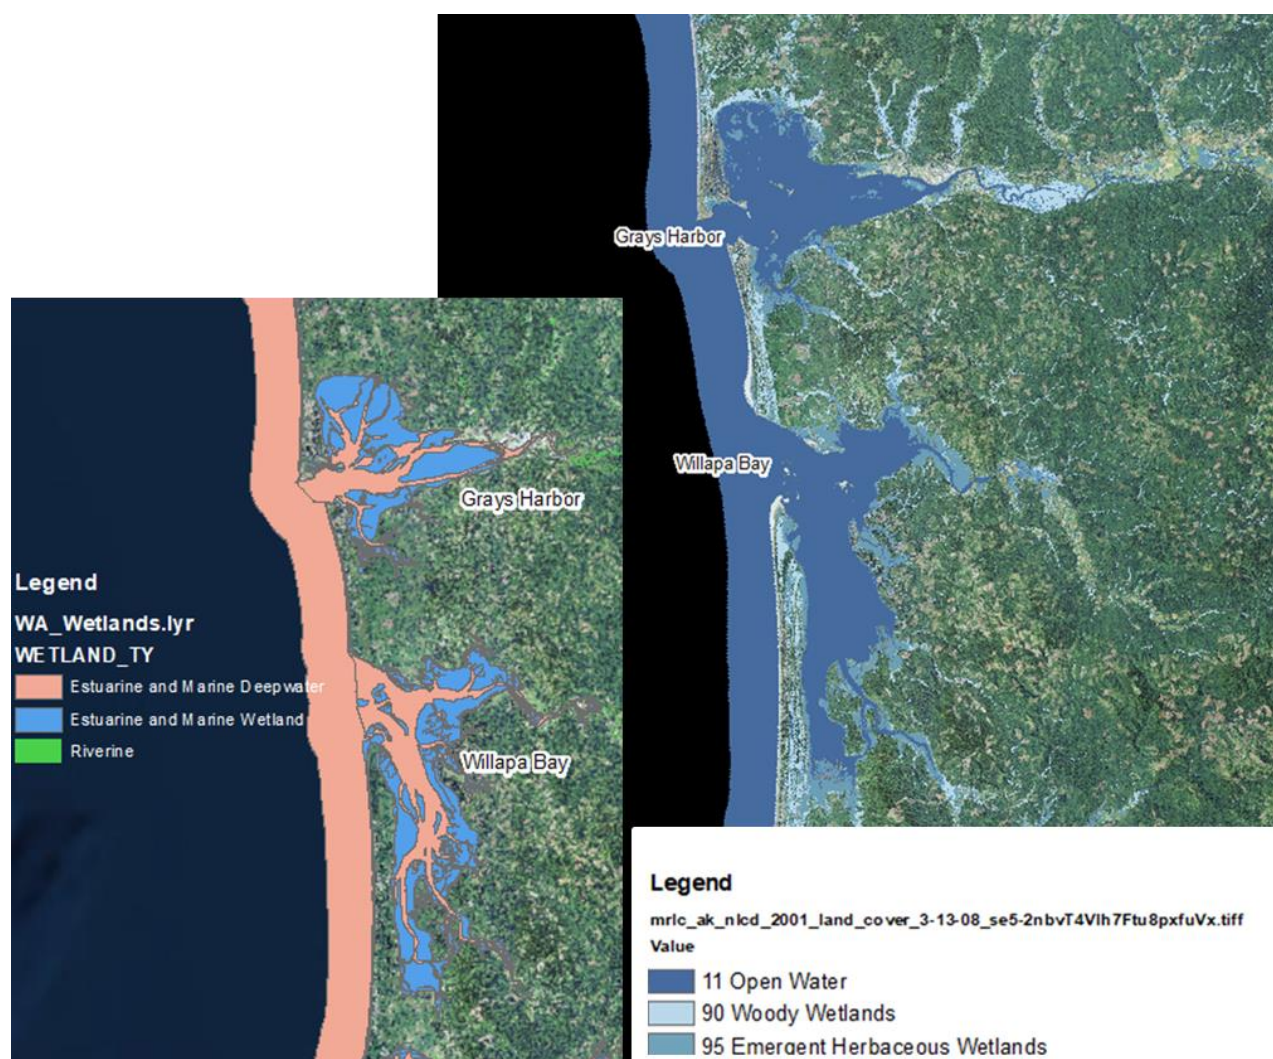 Grays Harbor
Willapa Bay
Grays Harbor
Willapa Bay
Legend
WA_Wetlands.lyr
WETLAND_TY
Estuarine and Marine Deepwater
Estuarine and Marine Wetland
Riverine
Legend
mrlc_ak_nlcd_2001_land_cover_3-13-08_se5-2nbvT4Vlh7Ftu8pxfuVx.tiff
Value
11 Open Water
90 Woody Wetlands
95 Emergent Herbaceous Wetlands